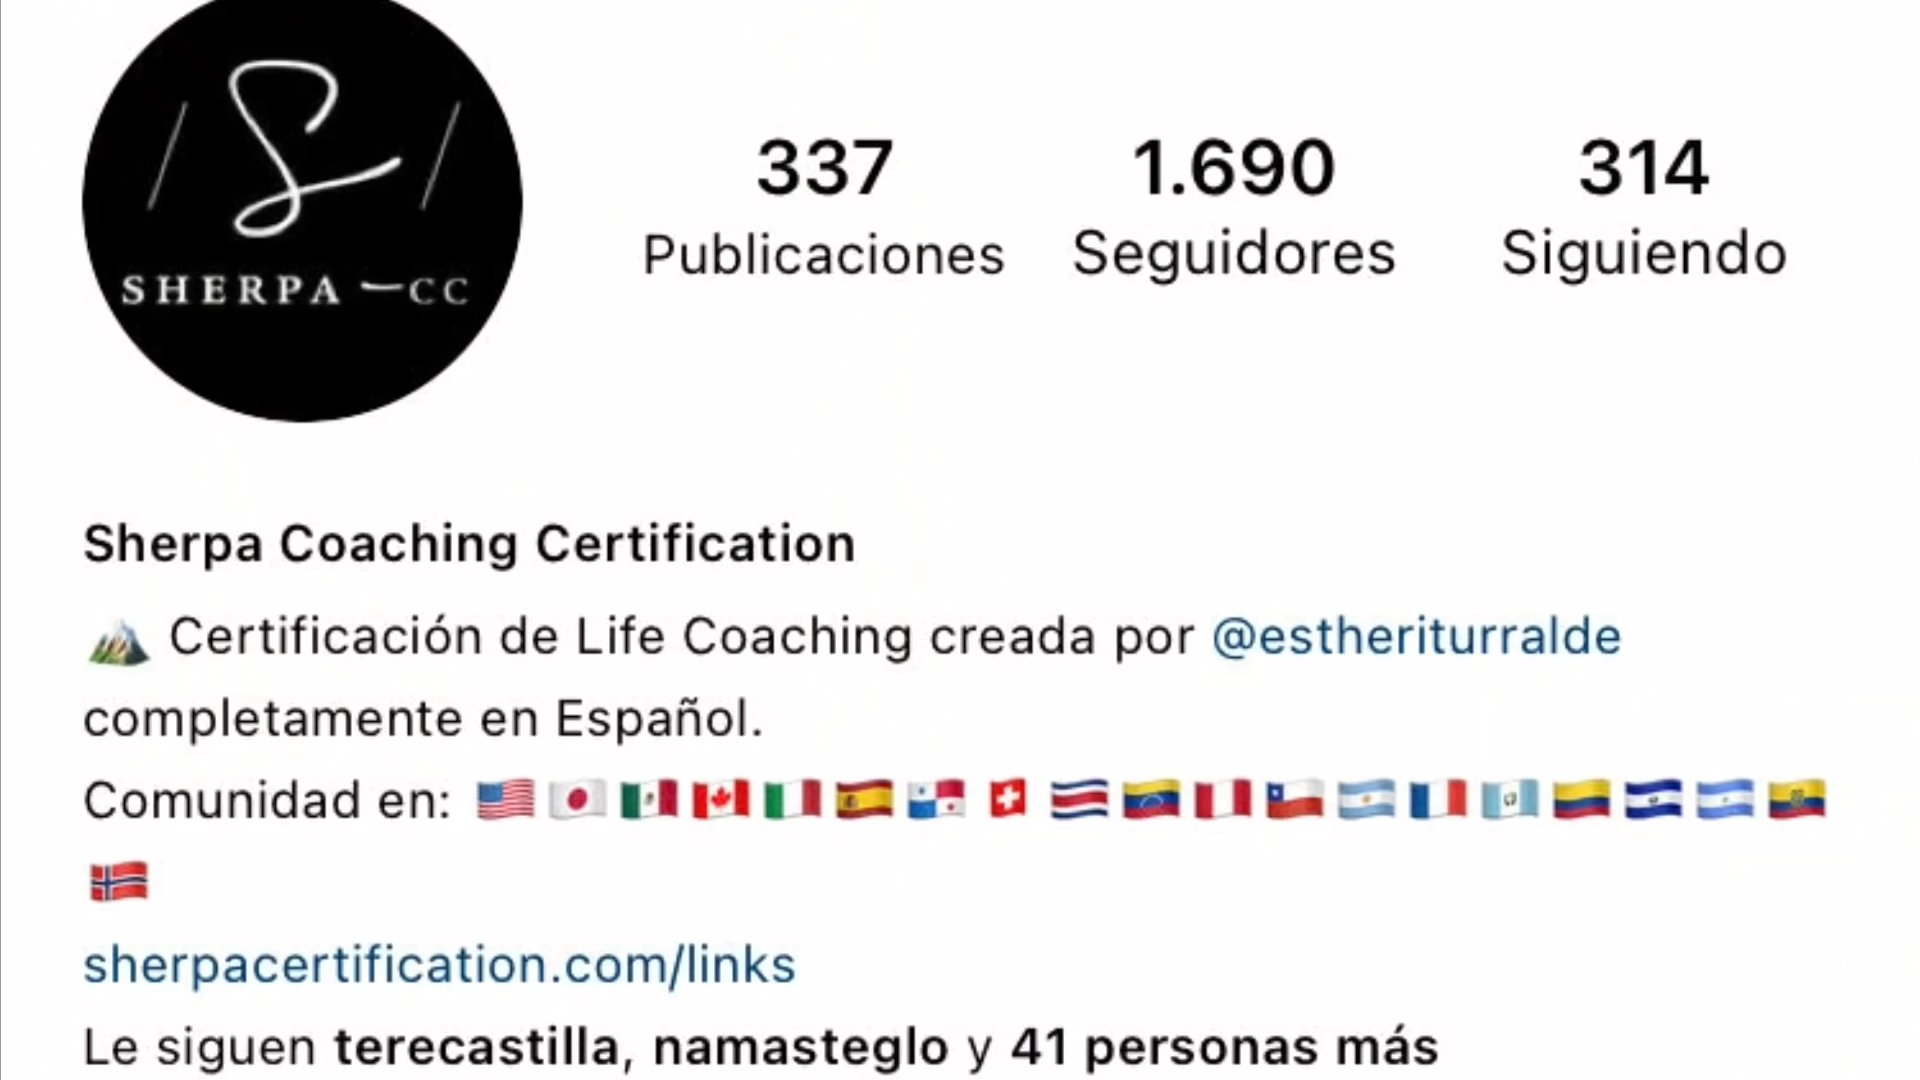 S
SHERPA —CC
337
Publicaciones
1.690
Seguidores
314
Siguiendo
Sherpa Coaching Certification
🏔️ Certificación de Life Coaching creada por @estheriturralde
completamente en Español.
Comunidad en: 🇺🇸🇯🇵🇲🇽🇨🇦🇮🇹🇪🇸🇵🇦🇨🇭🇨🇷🇻🇪🇵🇪🇨🇱🇦🇷🇫🇷🇬🇹🇨🇴🇸🇻🇳🇮🇪🇨
🇳🇴
sherpacertification.com/links
Le siguen terecastilla, namasteglo y 41 personas más